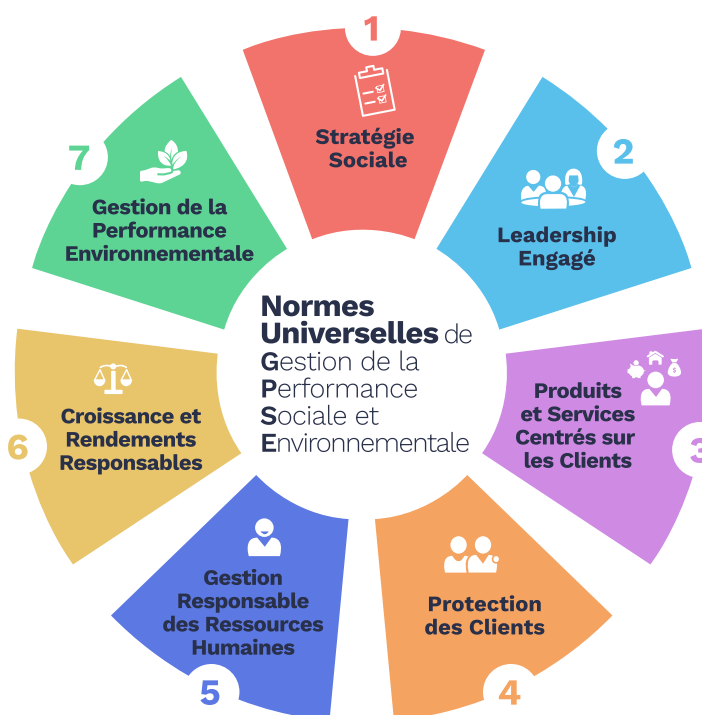 1
Stratégie
Sociale
2
Leadership
Engagé
3
Produits
et Services
Centrés sur
les Clients
4
Protection
des Clients
5
Gestion
Responsable
des Ressources
Humaines
6
Croissance et
Rendements
Responsables
7
Gestion de la
Performance
Environnementale
Normes
Universelles de
Gestion de la
Performance
Sociale et
Environnementale
$